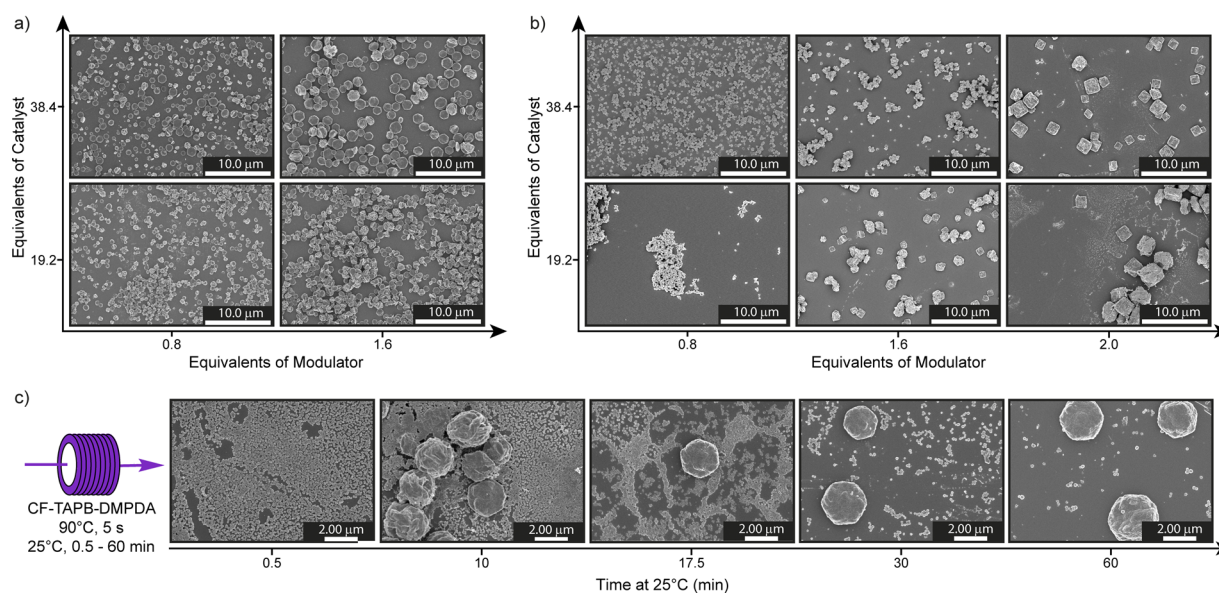 a)
Equivalents of Catalyst
38.4
19.2
10.0 μm
10.0 μm
10.0 μm
10.0 μm
0.8
1.6
Equivalents of Modulator
b)
Equivalents of Catalyst
38.4
19.2
10.0 μm
10.0 μm
10.0 μm
10.0 μm
10.0 μm
10.0 μm
0.8
1.6
2.0
Equivalents of Modulator
c)
CF-TAPB-DMPDA
90°C, 5 s
25°C, 0.5 - 60 min
2.00 μm
2.00 μm
2.00 μm
2.00 μm
2.00 μm
0.5
10
17.5
30
60
Time at 25°C (min)